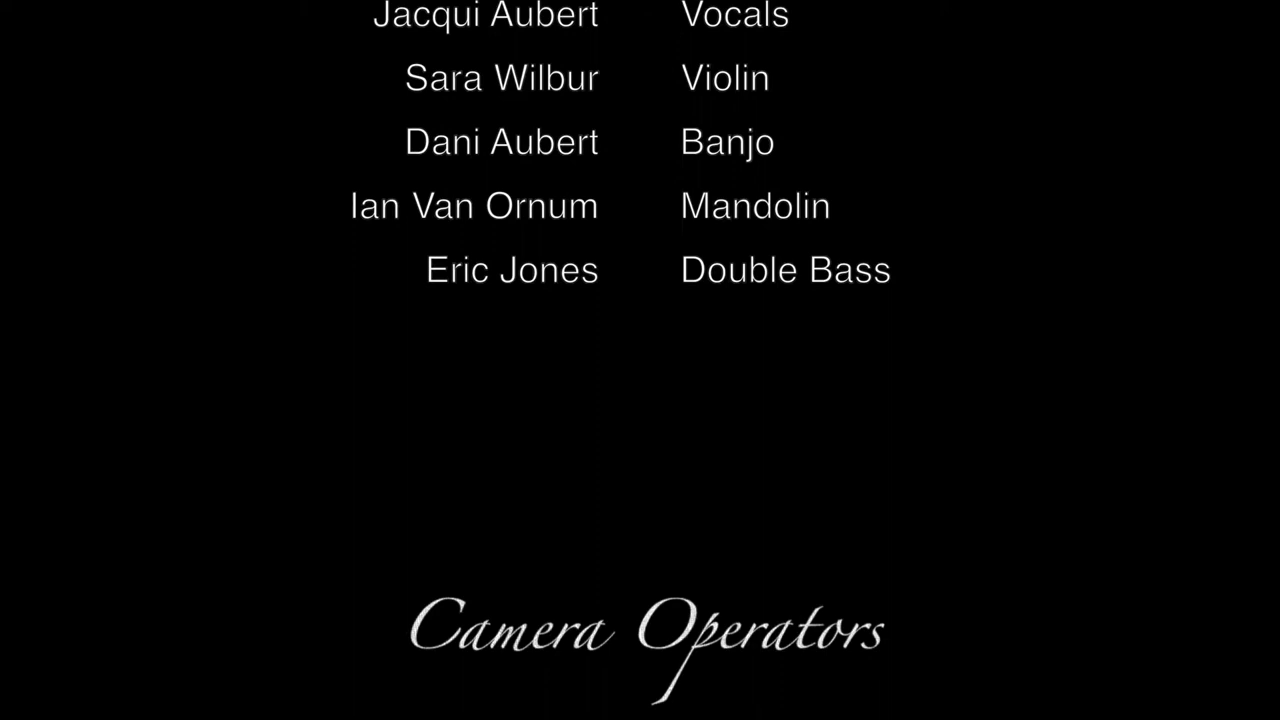 Jacqui Aubert Vocals
Sara Wilbur Violin
Dani Aubert Banjo
Ian Van Ornum Mandolin
Eric Jones Double Bass
Camera Operators